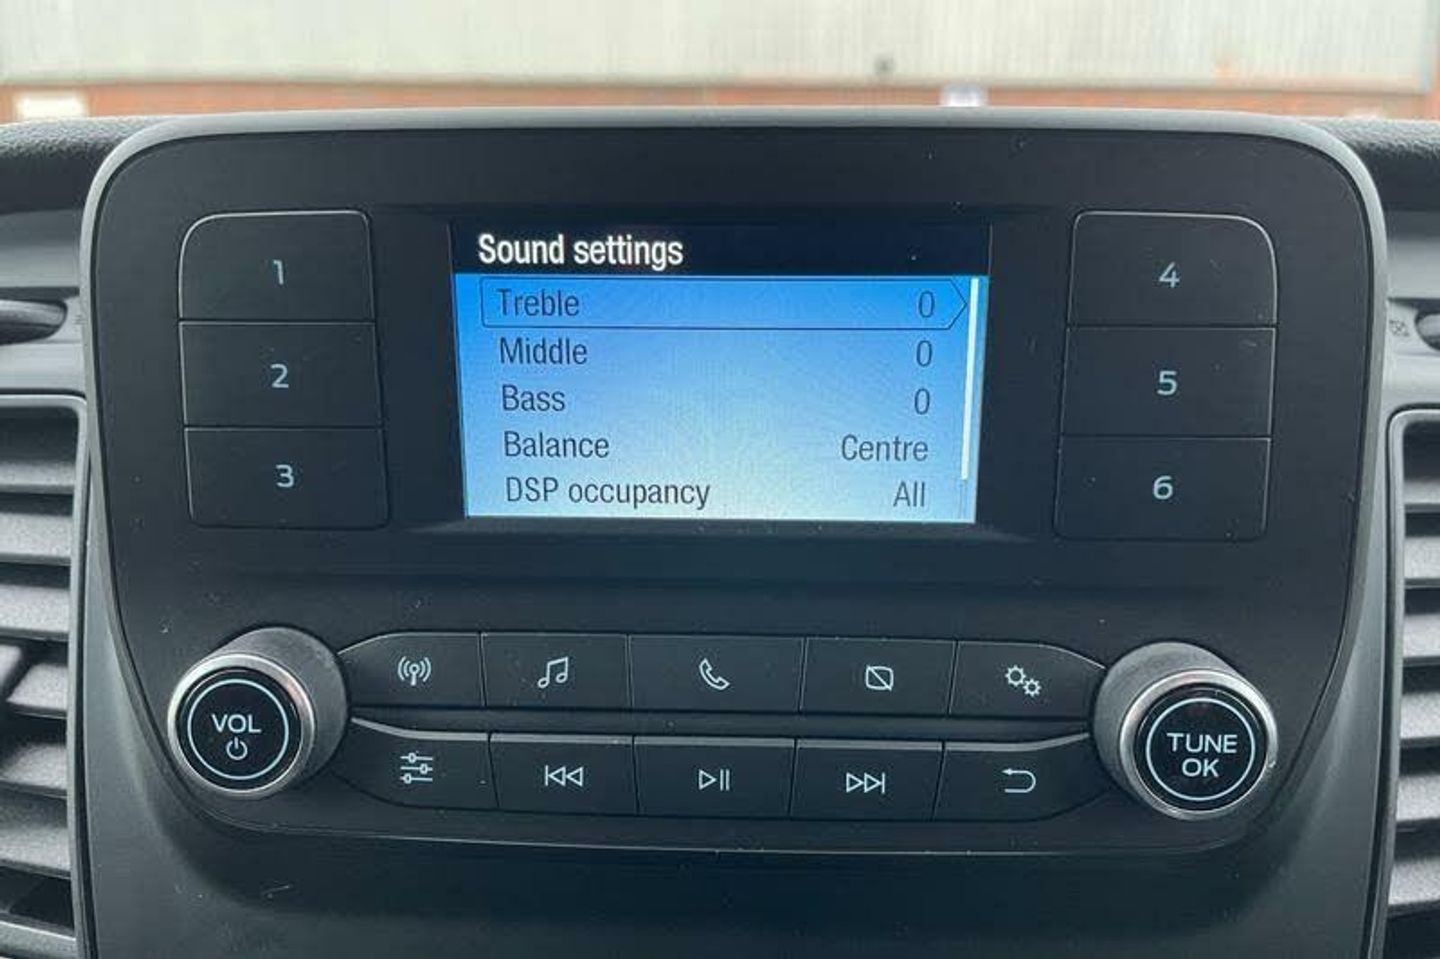 Sound settings
Treble 0
Middle 0
Bass 0
Balance Centre
DSP occupancy All
1
2
3
4
5
6
VOL
TUNE
OK